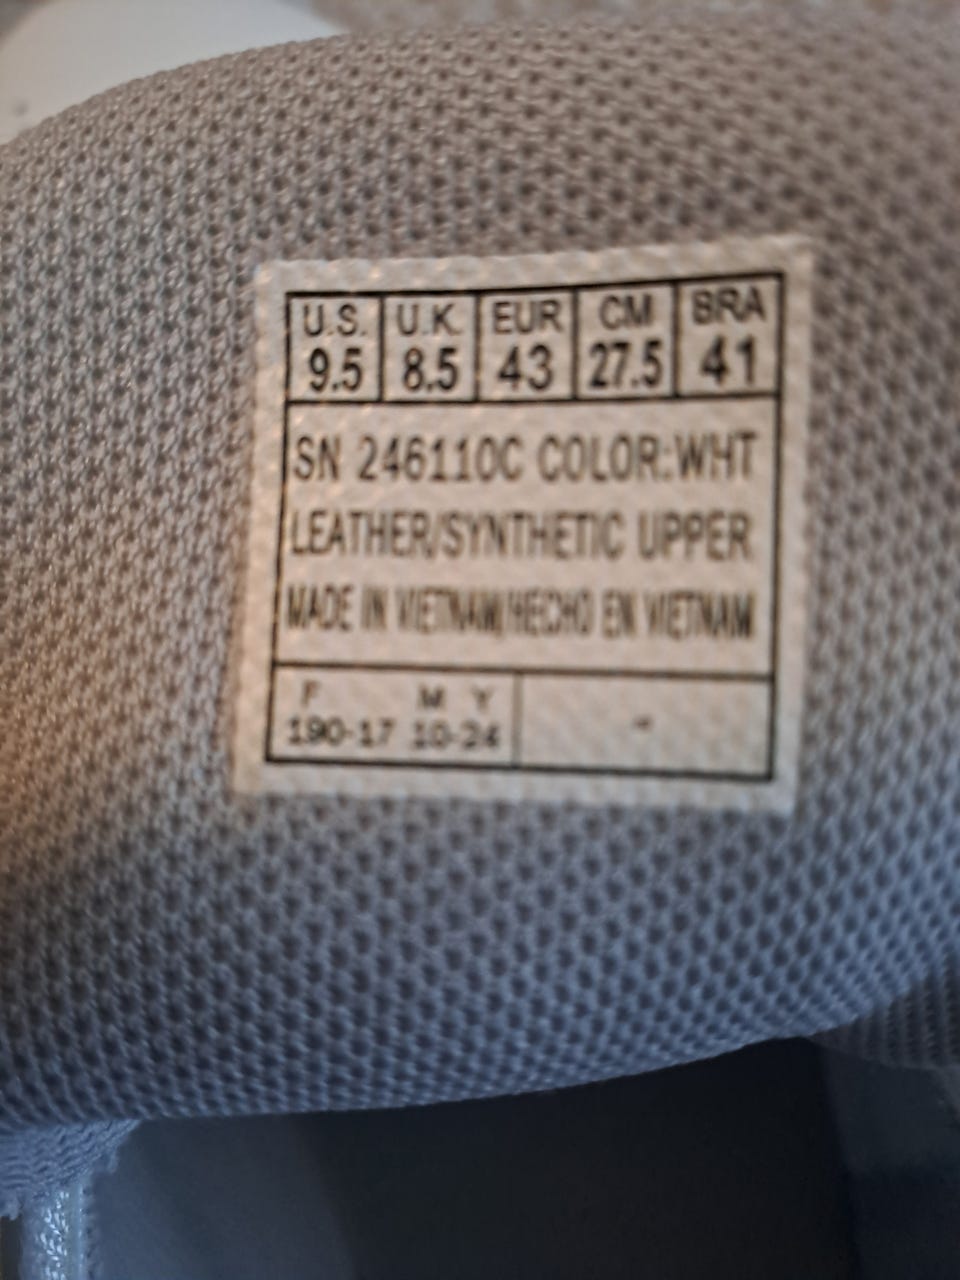 U.S. U.K. EUR CM BRA
9.5 8.5 43 27.5 41
SN 246110C COLOR:WHT
LEATHER/SYNTHETIC UPPER
MADE IN VIETNAM/HECHO EN VIETNAM
F M Y
190-17 10-24 -